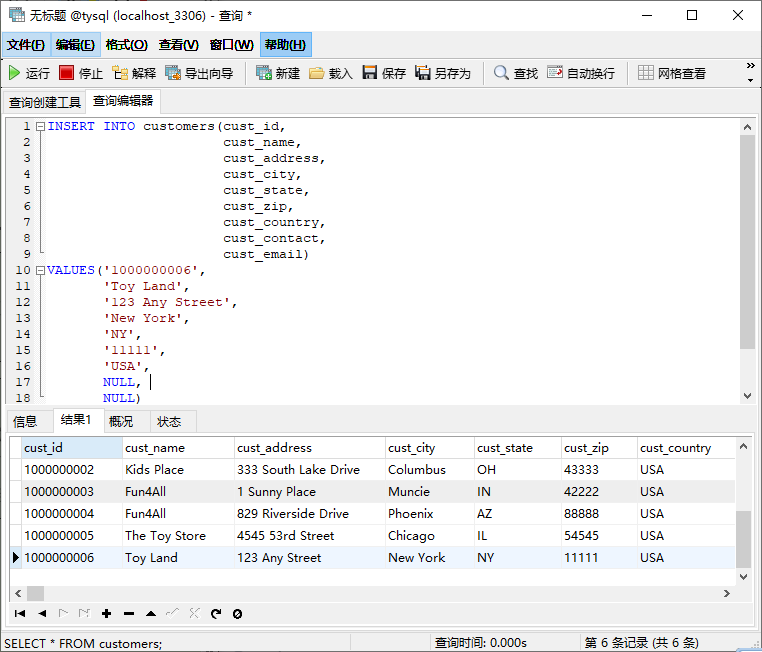 无标题 @tysql (localhost_3306) - 查询 *
文件(F) 编辑(E) 格式(O) 查看(V) 窗口(W) 帮助(H)
运行 停止 解释 导出向导 新建 载入 保存 另存为 查找 自动换行 网格查看 »
查询创建工具 查询编辑器
1 INSERT INTO customers(cust_id,
2 cust_name,
3 cust_address,
4 cust_city,
5 cust_state,
6 cust_zip,
7 cust_country,
8 cust_contact,
9 cust_email)
10 VALUES('1000000006',
11 'Toy Land',
12 '123 Any Street',
13 'New York',
14 'NY',
15 '11111',
16 'USA',
17 NULL,
18 NULL)
信息 结果1 概况 状态
cust_id cust_name cust_address cust_city cust_state cust_zip cust_country
1000000002 Kids Place 333 South Lake Drive Columbus OH 43333 USA
1000000003 Fun4All 1 Sunny Place Muncie IN 42222 USA
1000000004 Fun4All 829 Riverside Drive Phoenix AZ 88888 USA
1000000005 The Toy Store 4545 53rd Street Chicago IL 54545 USA
1000000006 Toy Land 123 Any Street New York NY 11111 USA
SELECT * FROM customers; 查询时间: 0.000s 第 6 条记录 (共 6 条)